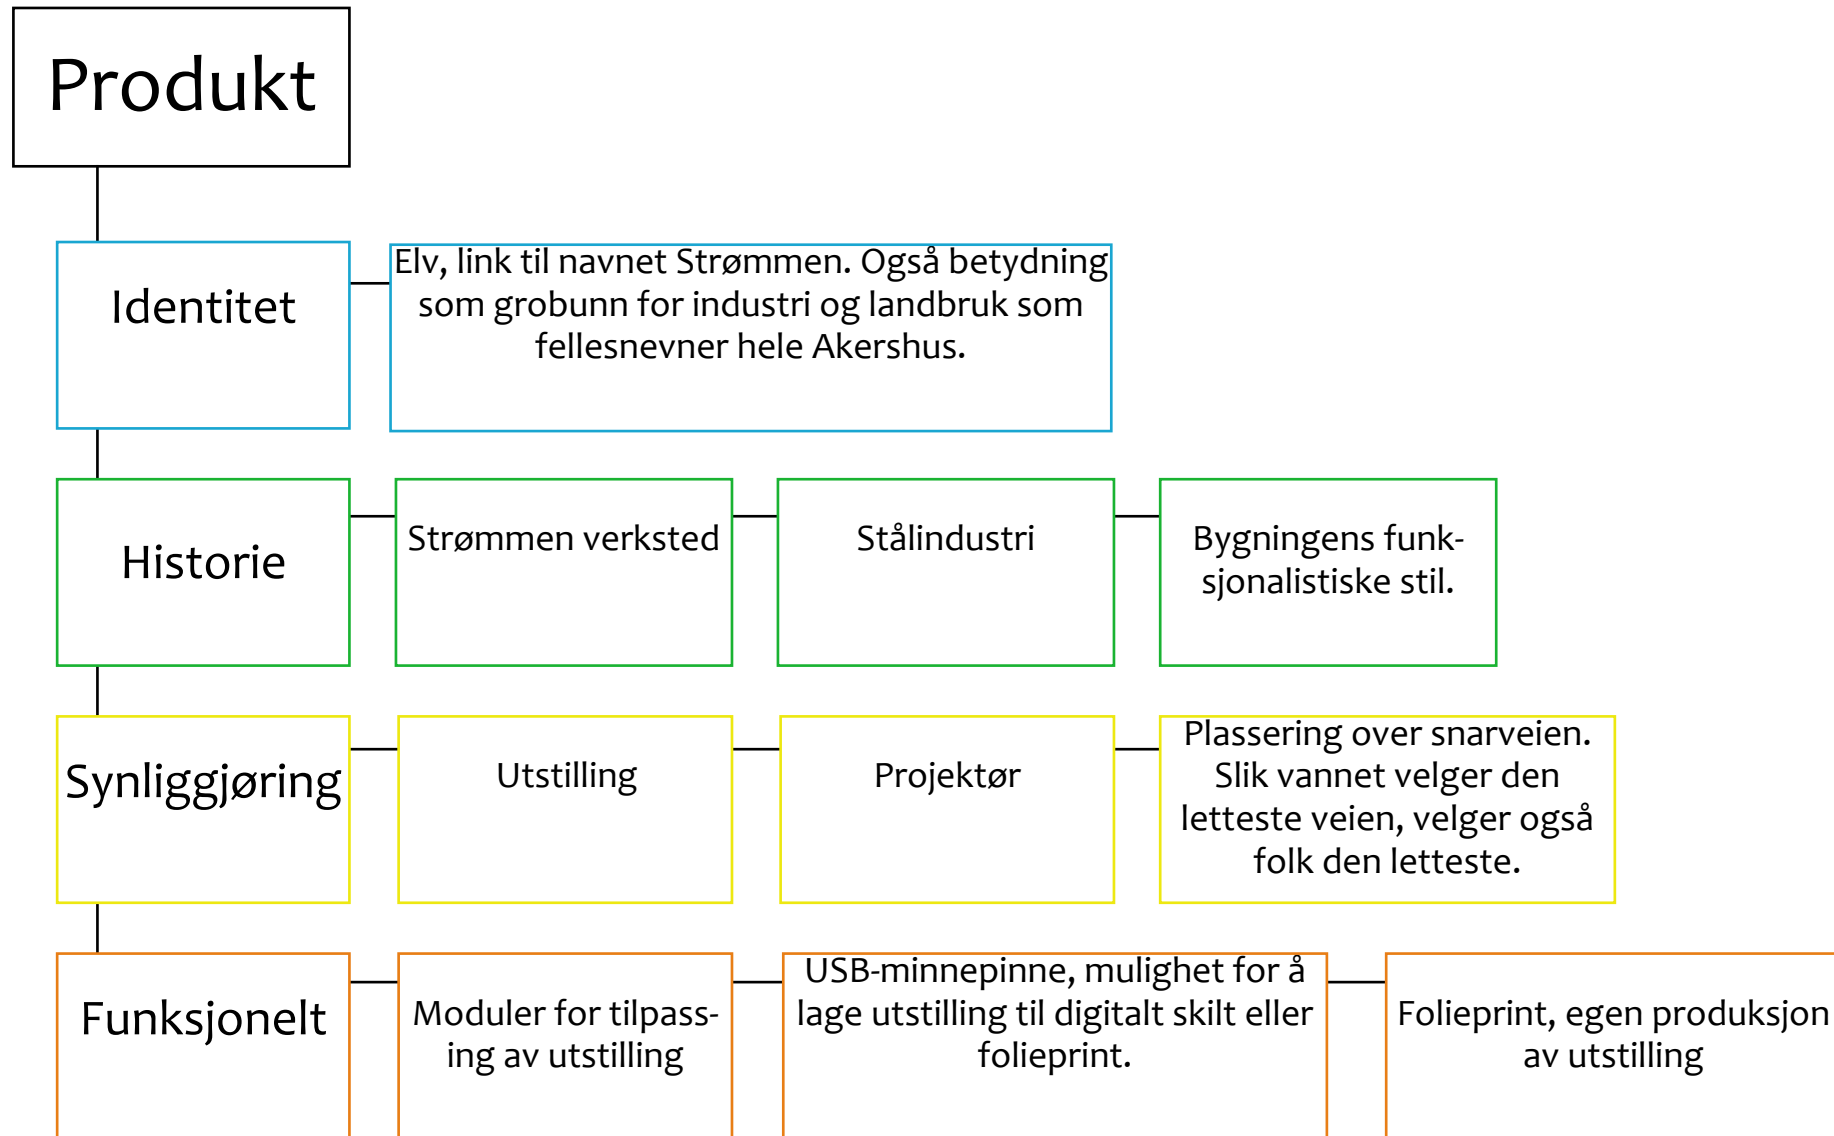 Produkt
Identitet
Elv, link til navnet Strømmen. Også betydning
som grobunn for industri og landbruk som
fellesnevner hele Akershus.
Historie
Strømmen verksted
Stålindustri
Bygningens funk-
sjonalistiske stil.
Synliggjøring
Utstilling
Projektør
Plassering over snarveien.
Slik vannet velger den
letteste veien, velger også
folk den letteste.
Funksjonelt
Moduler for tilpass-
ing av utstilling
USB-minnepinne, mulighet for å
lage utstilling til digitalt skilt eller
folieprint.
Folieprint, egen produksjon
av utstilling